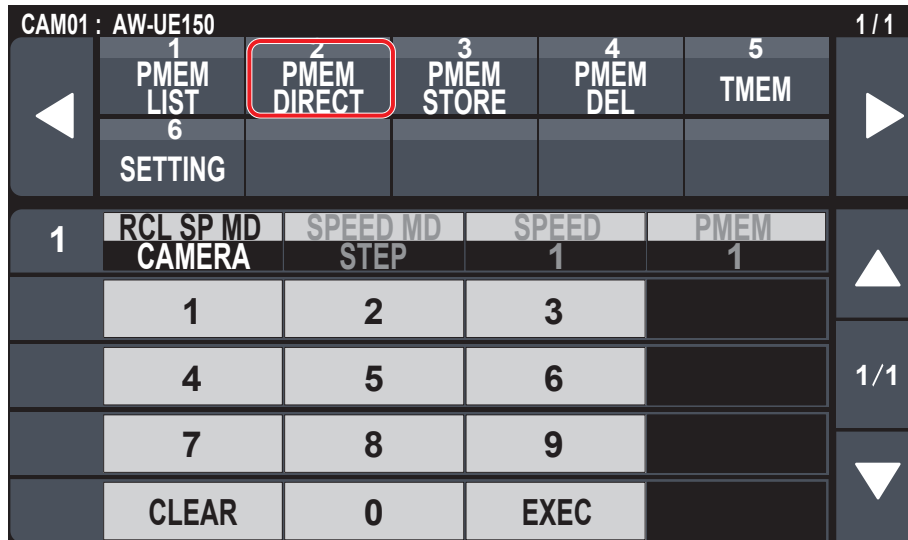 CAM01 : AW-UE150 1 / 1
1 2 3 4 5
PMEM LIST PMEM DIRECT PMEM STORE PMEM DEL TMEM
6
SETTING
1 RCL SP MD SPEED MD SPEED PMEM
CAMERA STEP 1 1
1 2 3
4 5 6 1/1
7 8 9
CLEAR 0 EXEC